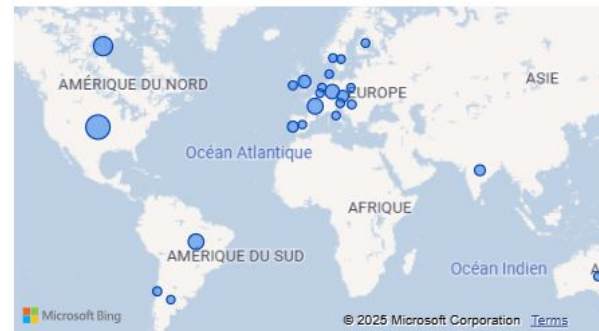 AMÉRIQUE DU NORD
EUROPE
ASIE
Océan Atlantique
AFRIQUE
AMÉRIQUE DU SUD
Océan Indien
A
Microsoft Bing
© 2025 Microsoft Corporation Terms